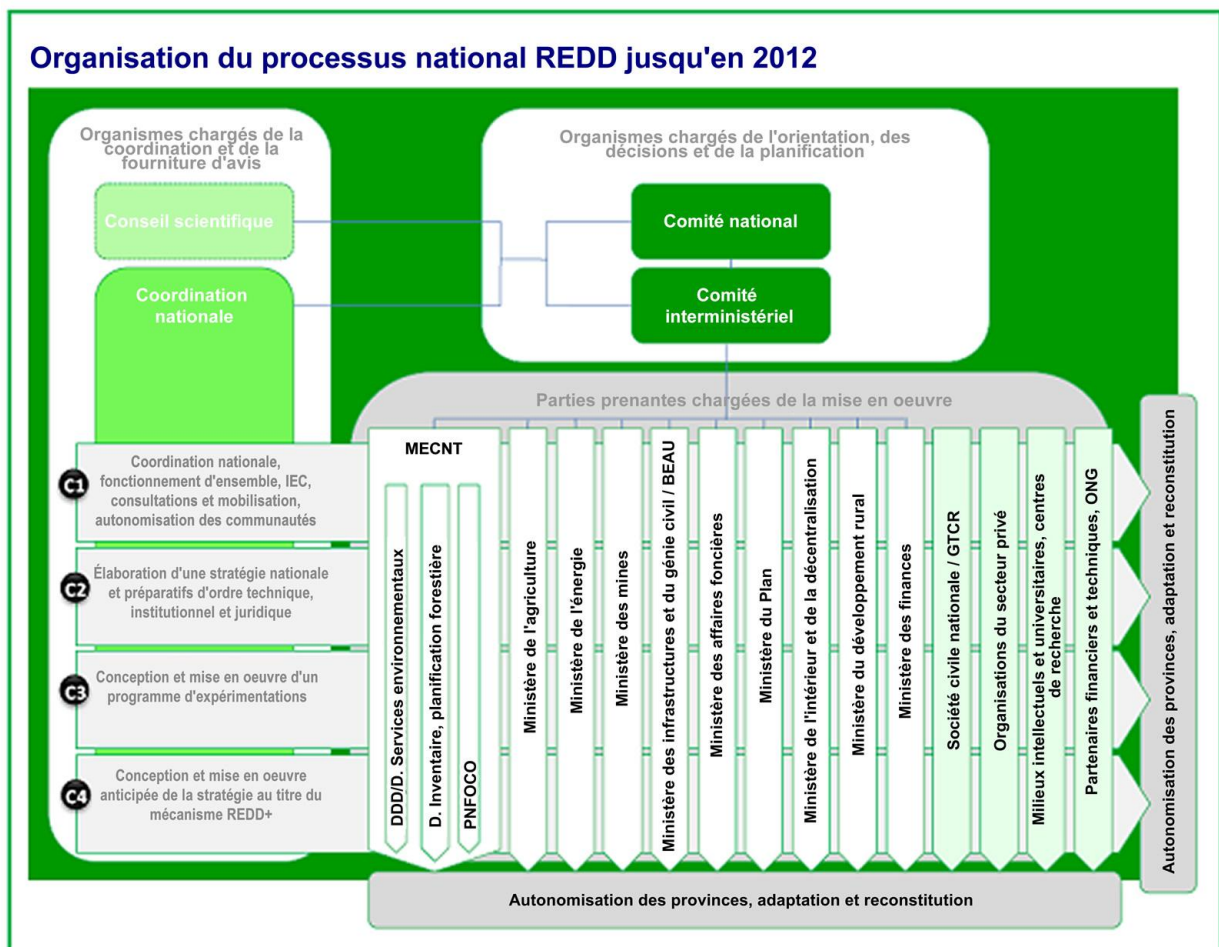 Organisation du processus national REDD jusqu'en 2012
Organismes chargés de la
coordination et de la
fourniture d'avis
Organismes chargés de l'orientation, des
décisions et de la planification
Conseil scientifique
Comité national
Coordination
nationale
Comité
interministériel
Parties prenantes chargées de la mise en oeuvre
C1
Coordination nationale,
fonctionnement d'ensemble, IEC,
consultations et mobilisation,
autonomisation des communautés
C2
Élaboration d'une stratégie nationale
et préparatifs d'ordre technique,
institutionnel et juridique
C3
Conception et mise en oeuvre d'un
programme d'expérimentations
C4
Conception et mise en oeuvre
anticipée de la stratégie au titre du
mécanisme REDD+
MECNT
DDD/D. Services environnementaux
D. Inventaire, planification forestière
PNFOCO
Ministère de l'agriculture
Ministère de l'énergie
Ministère des mines
Ministère des infrastructures et du génie civil / BEAU
Ministère des affaires foncières
Ministère du Plan
Ministère de l'intérieur et de la décentralisation
Ministère du développement rural
Ministère des finances
Société civile nationale / GTCR
Organisations du secteur privé
Milieux intellectuels et universitaires, centres
de recherche
Partenaires financiers et techniques, ONG
Autonomisation des provinces, adaptation et reconstitution
Autonomisation des provinces, adaptation et reconstitution